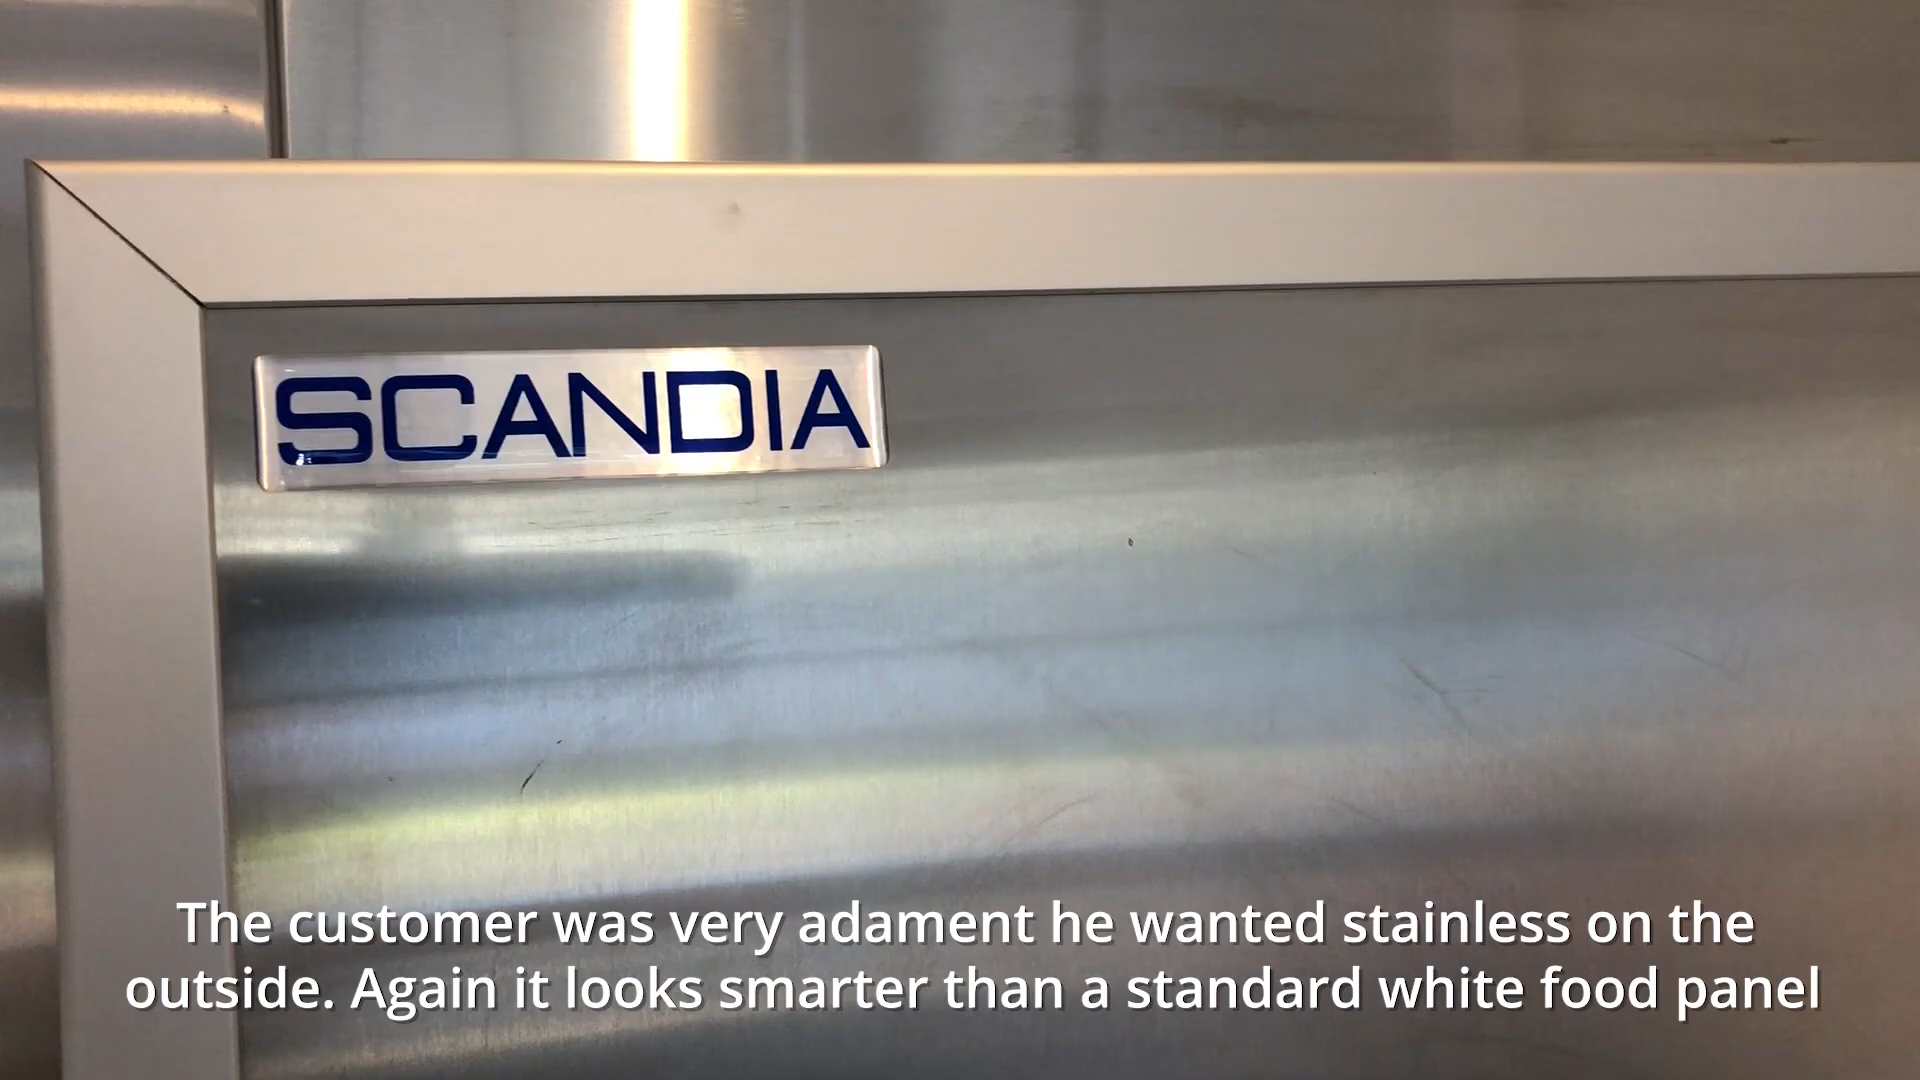 SCANDIA
The customer was very adament he wanted stainless on the
outside. Again it looks smarter than a standard white food panel